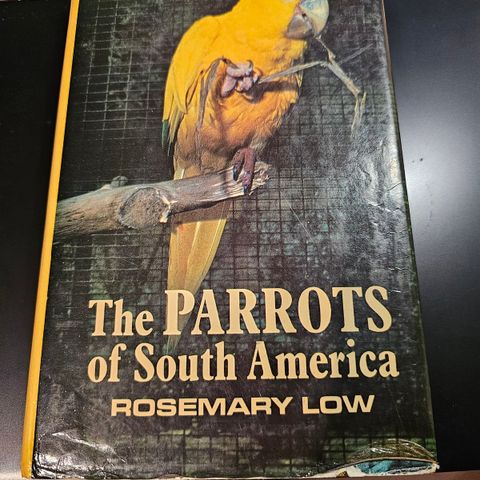 The PARROTS
of South America
ROSEMARY LOW